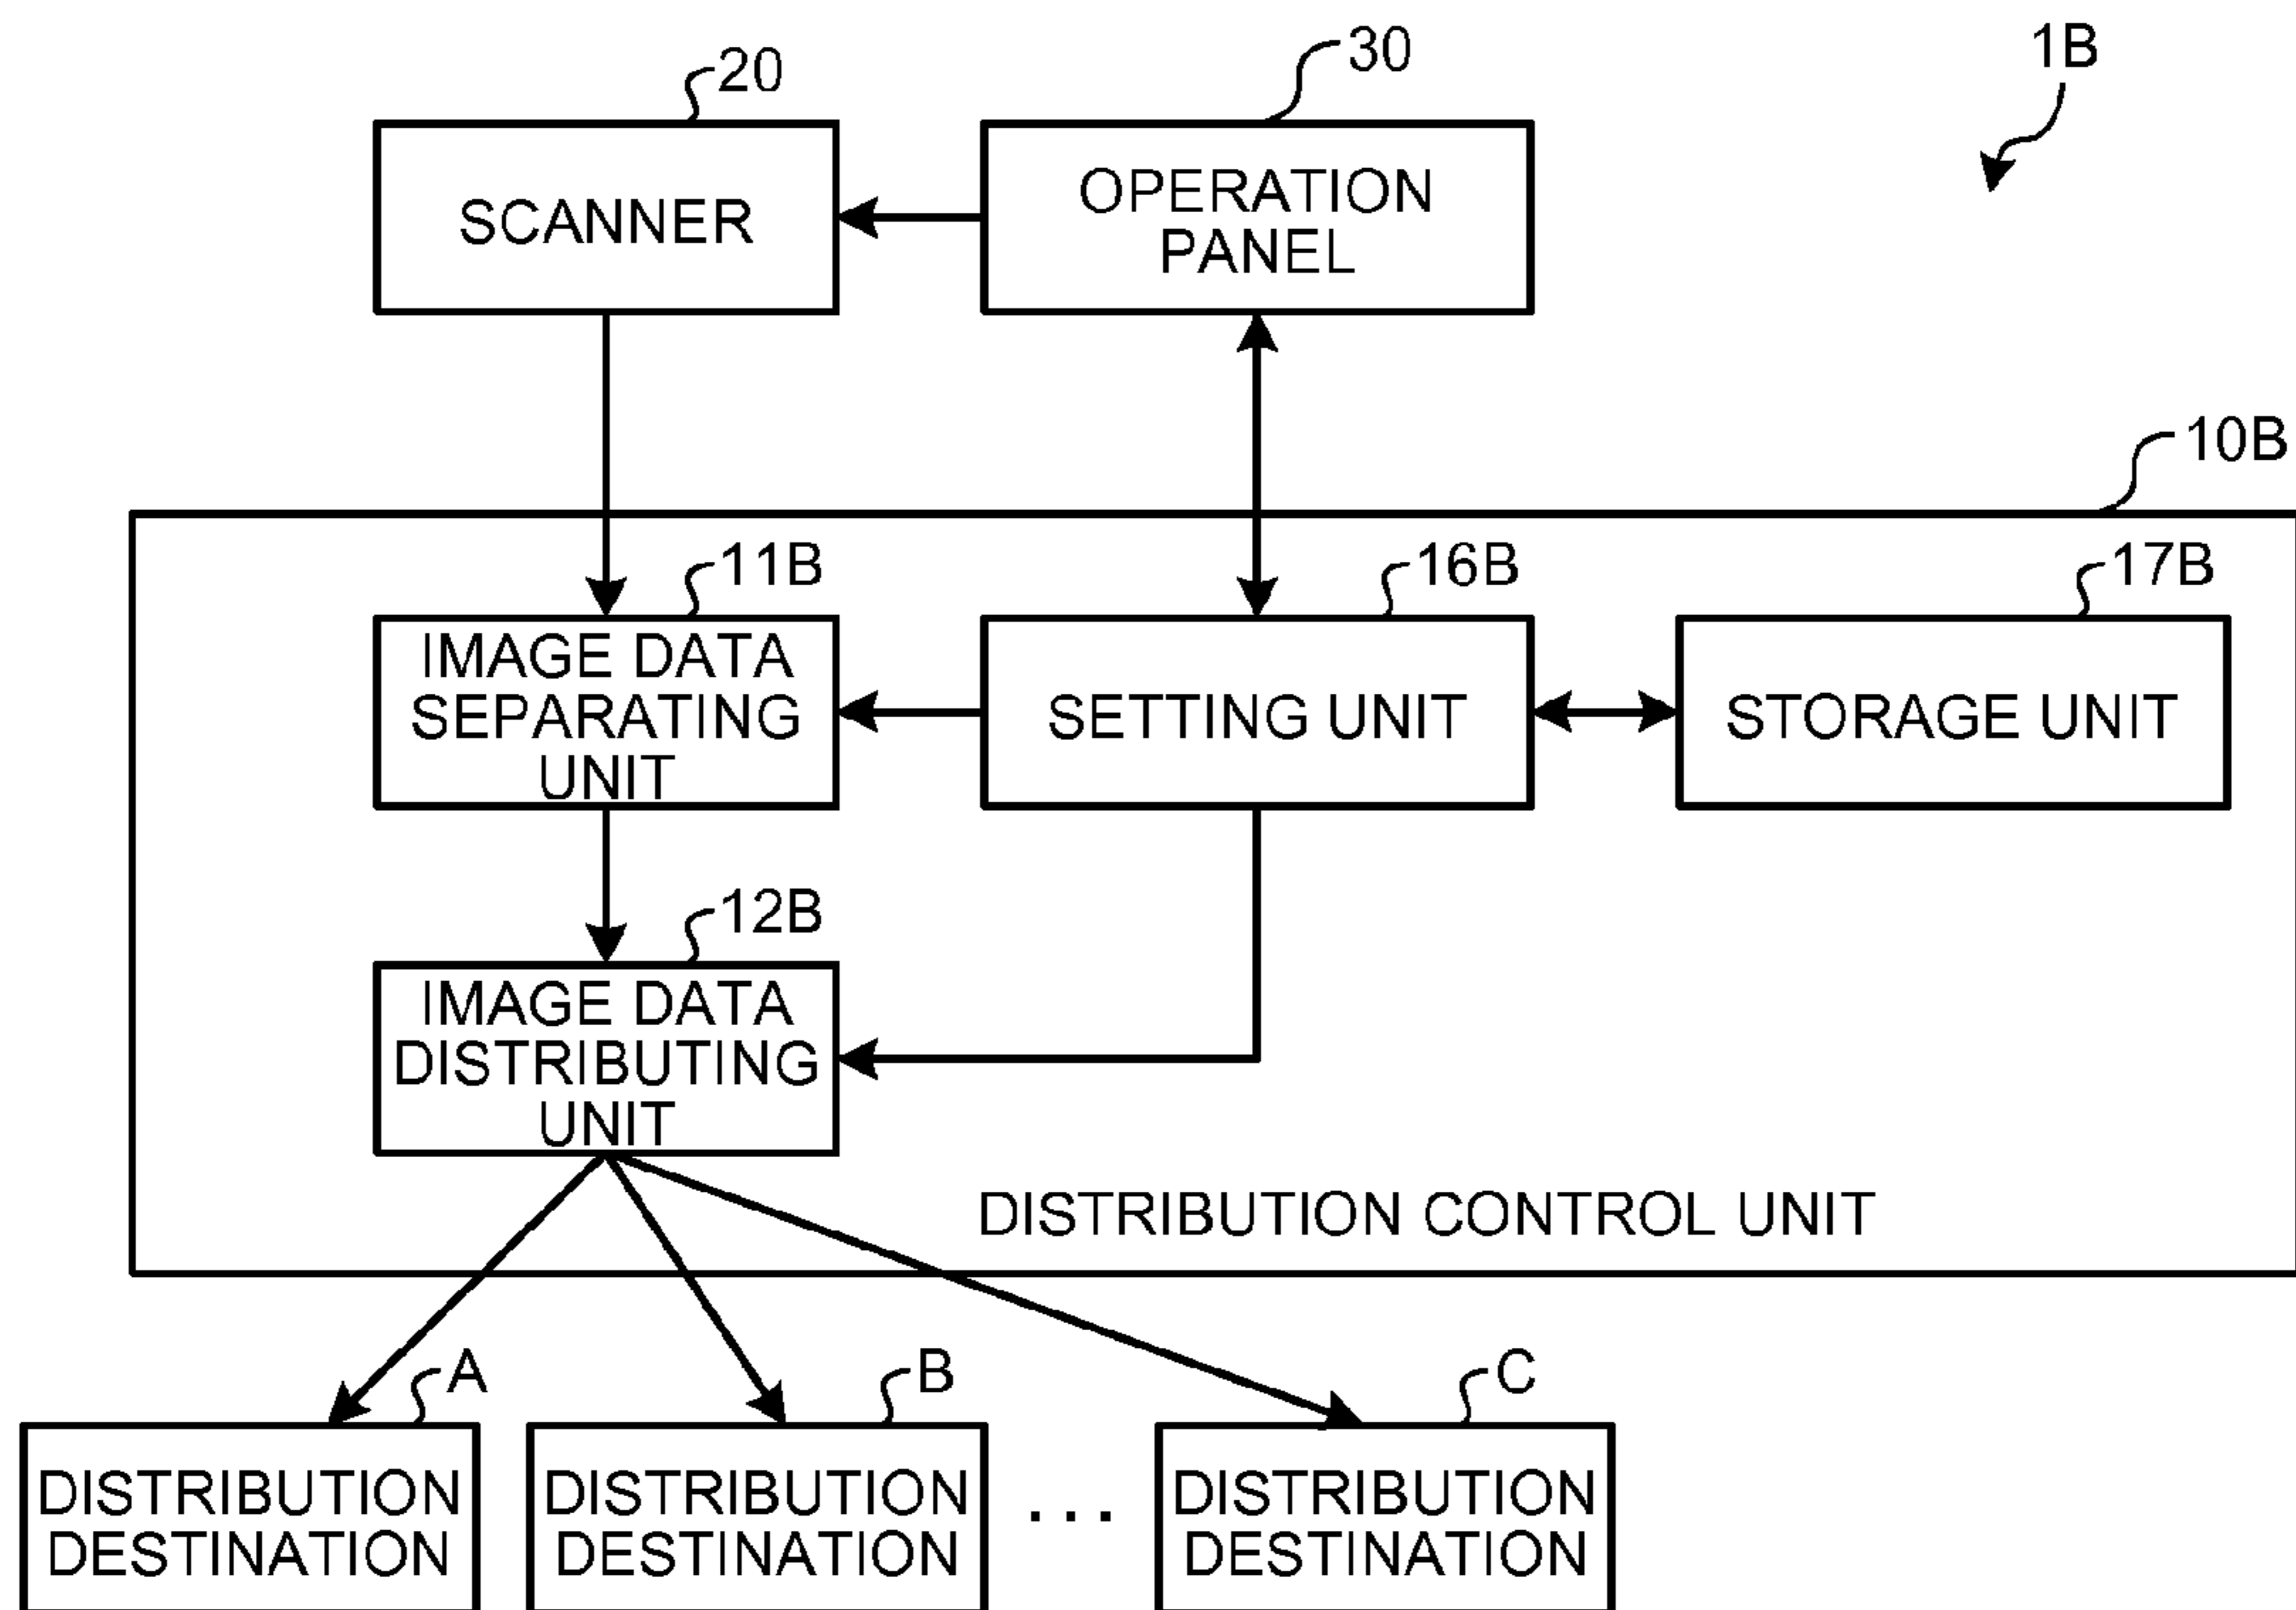 1B
20
30
SCANNER
OPERATION
PANEL
10B
11B
16B
17B
IMAGE DATA
SEPARATING
UNIT
SETTING UNIT
STORAGE UNIT
12B
IMAGE DATA
DISTRIBUTING
UNIT
DISTRIBUTION CONTROL UNIT
A
B
C
DISTRIBUTION
DESTINATION
DISTRIBUTION
DESTINATION
...
DISTRIBUTION
DESTINATION